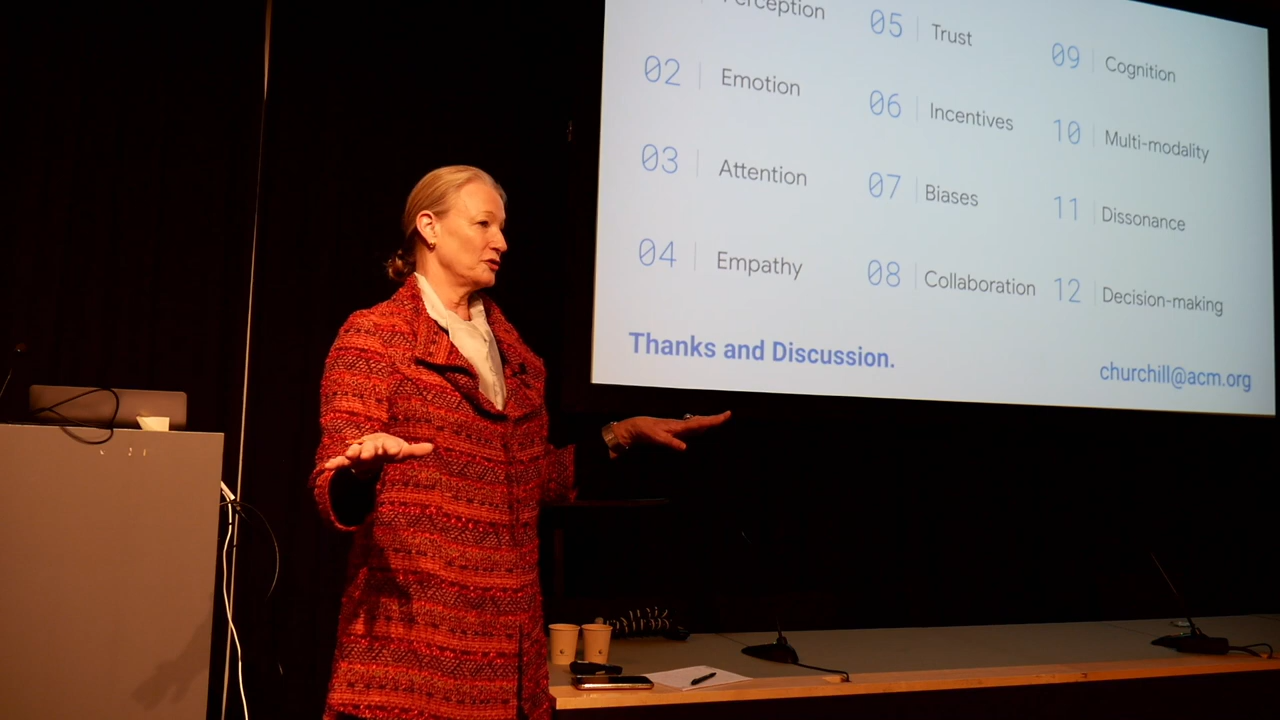 Perception
02 Emotion
03 Attention
04 Empathy
05 Trust
06 Incentives
07 Biases
08 Collaboration
09 Cognition
10 Multi-modality
11 Dissonance
12 Decision-making
Thanks and Discussion.
churchill@acm.org